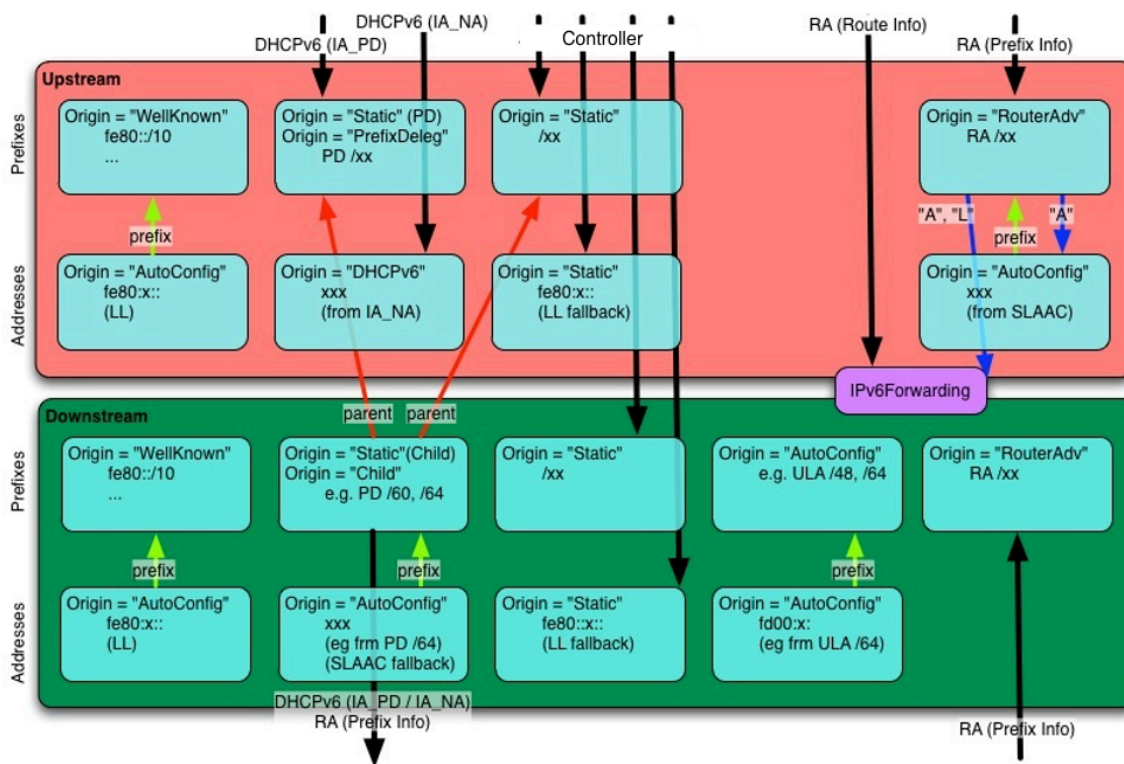 DHCPv6 (IA_NA)
DHCPv6 (IA_PD)
Controller
RA (Route Info)
RA (Prefix Info)
Upstream
Prefixes
Origin = "WellKnown"
fe80::/10
...
Origin = "Static" (PD)
Origin = "PrefixDeleg"
PD /xx
Origin = "Static"
/xx
Origin = "RouterAdv"
RA /xx
prefix
"A", "L"
prefix
"A"
Addresses
Origin = "AutoConfig"
fe80:x::
(LL)
Origin = "DHCPv6"
xxx
(from IA_NA)
Origin = "Static"
fe80:x::
(LL fallback)
Origin = "AutoConfig"
xxx
(from SLAAC)
IPv6Forwarding
Downstream
parent
parent
Prefixes
Origin = "WellKnown"
fe80::/10
...
Origin = "Static"(Child)
Origin = "Child"
e.g. PD /60, /64
Origin = "Static"
/xx
Origin = "AutoConfig"
e.g. ULA /48, /64
Origin = "RouterAdv"
RA /xx
prefix
prefix
prefix
Addresses
Origin = "AutoConfig"
fe80:x::
(LL)
Origin = "AutoConfig"
xxx
(eg frm PD /64)
(SLAAC fallback)
Origin = "Static"
fe80::x::
(LL fallback)
Origin = "AutoConfig"
fd00:x:
(eg frm ULA /64)
DHCPv6 (IA_PD / IA_NA)
RA (Prefix Info)
RA (Prefix Info)